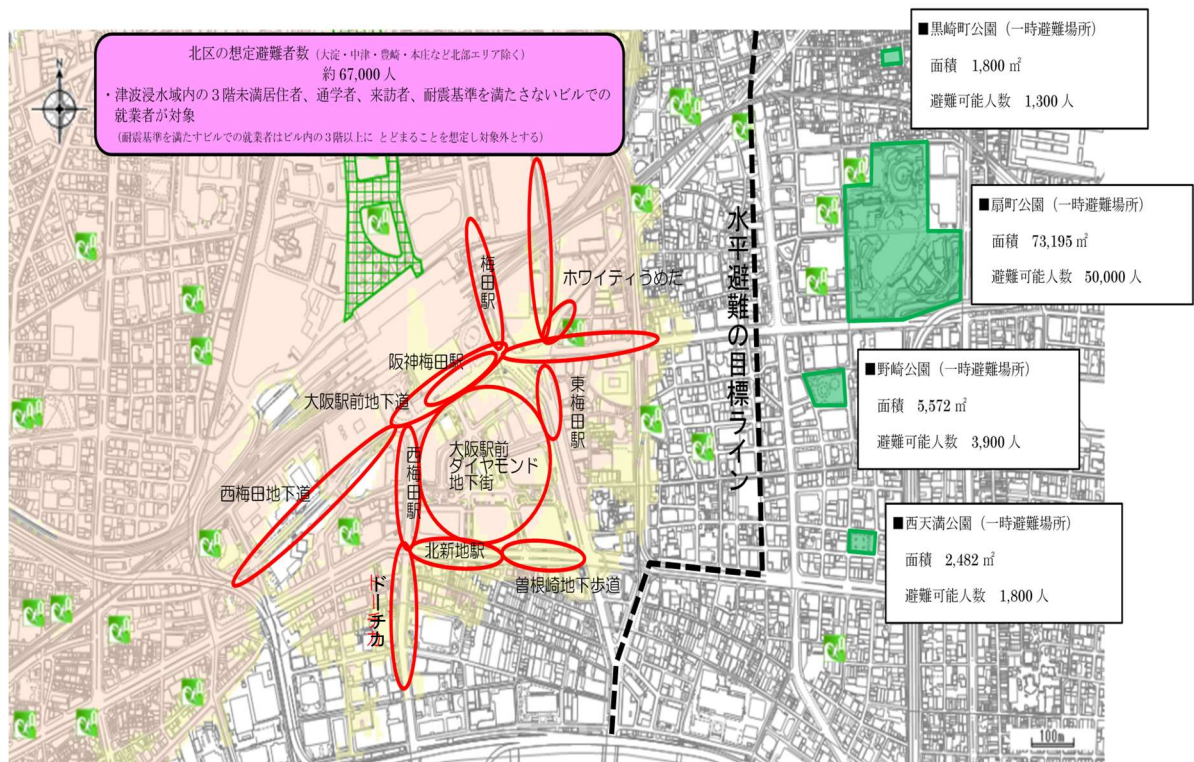 北区の想定避難者数（大淀・中津・豊崎・本庄など北部エリア除く）
約 67,000 人
・津波浸水域内の３階未満居住者、通学者、来訪者、耐震基準を満たさないビルでの
就業者が対象
（耐震基準を満たすビルでの就業者はビル内の３階以上に とどまることを想定し対象外とする）
N
■黒崎町公園（一時避難場所）
面積 1,800 ㎡
避難可能人数 1,300 人
■扇町公園（一時避難場所）
面積 73,195 ㎡
避難可能人数 50,000 人
■野崎公園（一時避難場所）
面積 5,572 ㎡
避難可能人数 3,900 人
■西天満公園（一時避難場所）
面積 2,482 ㎡
避難可能人数 1,800 人
水平避難の目標ライン
梅田駅
ホワイティうめだ
阪神梅田駅
大阪駅前地下道
東梅田駅
西梅田駅
大阪駅前
ダイヤモンド
地下街
西梅田地下道
北新地駅
曽根崎地下歩道
ドーチカ
100m